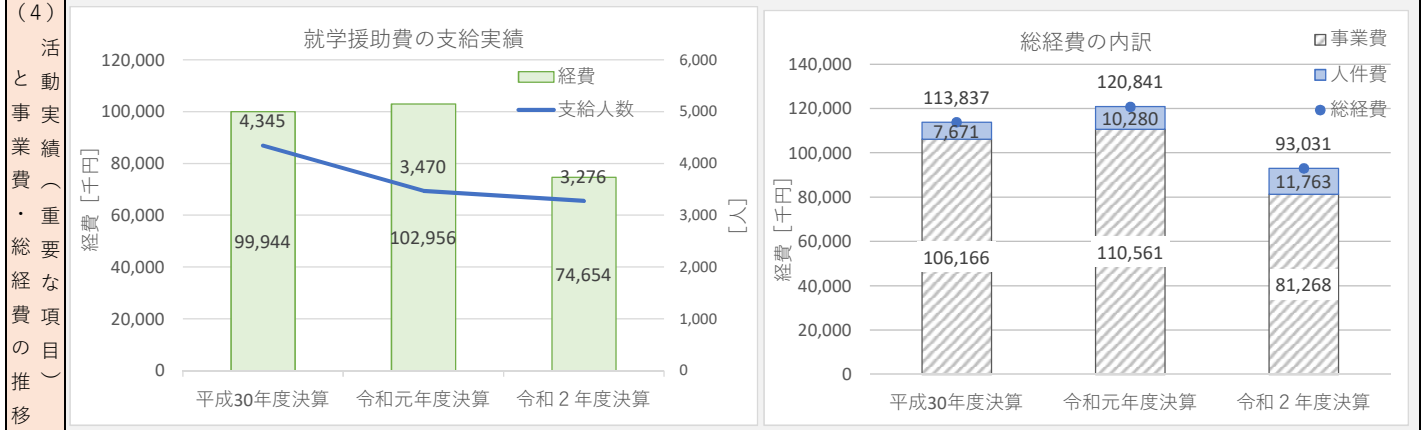 (４)
活動実績（重要な項目）
と事業費・総経費の推移
就学援助費の支給実績
経費
支給人数
経費［千円］
120,000
100,000
80,000
60,000
40,000
20,000
0
4,345
3,470
3,276
99,944
102,956
74,654
6,000
5,000
4,000
3,000
2,000
1,000
0
［人］
平成30年度決算
令和元年度決算
令和２年度決算
総経費の内訳
事業費
人件費
総経費
経費［千円］
140,000
120,000
100,000
80,000
60,000
40,000
20,000
0
113,837
120,841
93,031
7,671
10,280
11,763
106,166
110,561
81,268
平成30年度決算
令和元年度決算
令和２年度決算